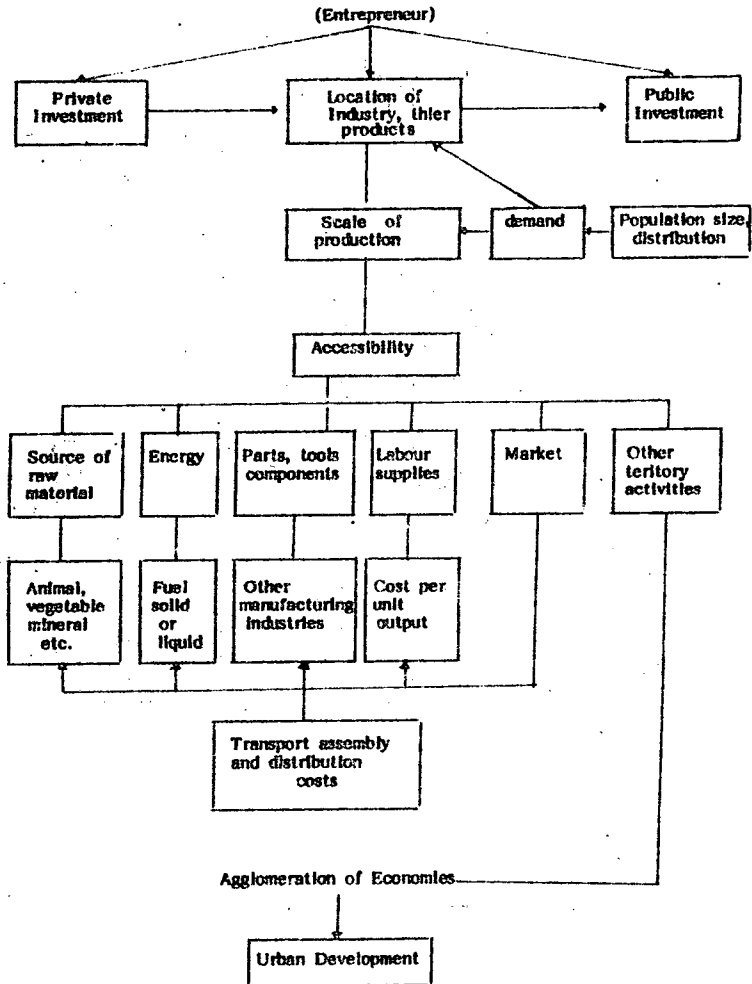 (Entrepreneur)
Private
Investment
Location of
Industry, thier
products
Public
Investment
Scale of
production
demand
Population size,
distribution
Accessibility
Source of
raw
material
Energy
Parts, tools
components
Labour
supplies
Market
Other
teritory
activities
Animal,
vegetable
mineral
etc.
Fuel
solid
or
liquid
Other
manufacturing
industries
Cost per
unit
output
Transport assembly
and distribution
costs
Agglomeration of Economies
Urban Development